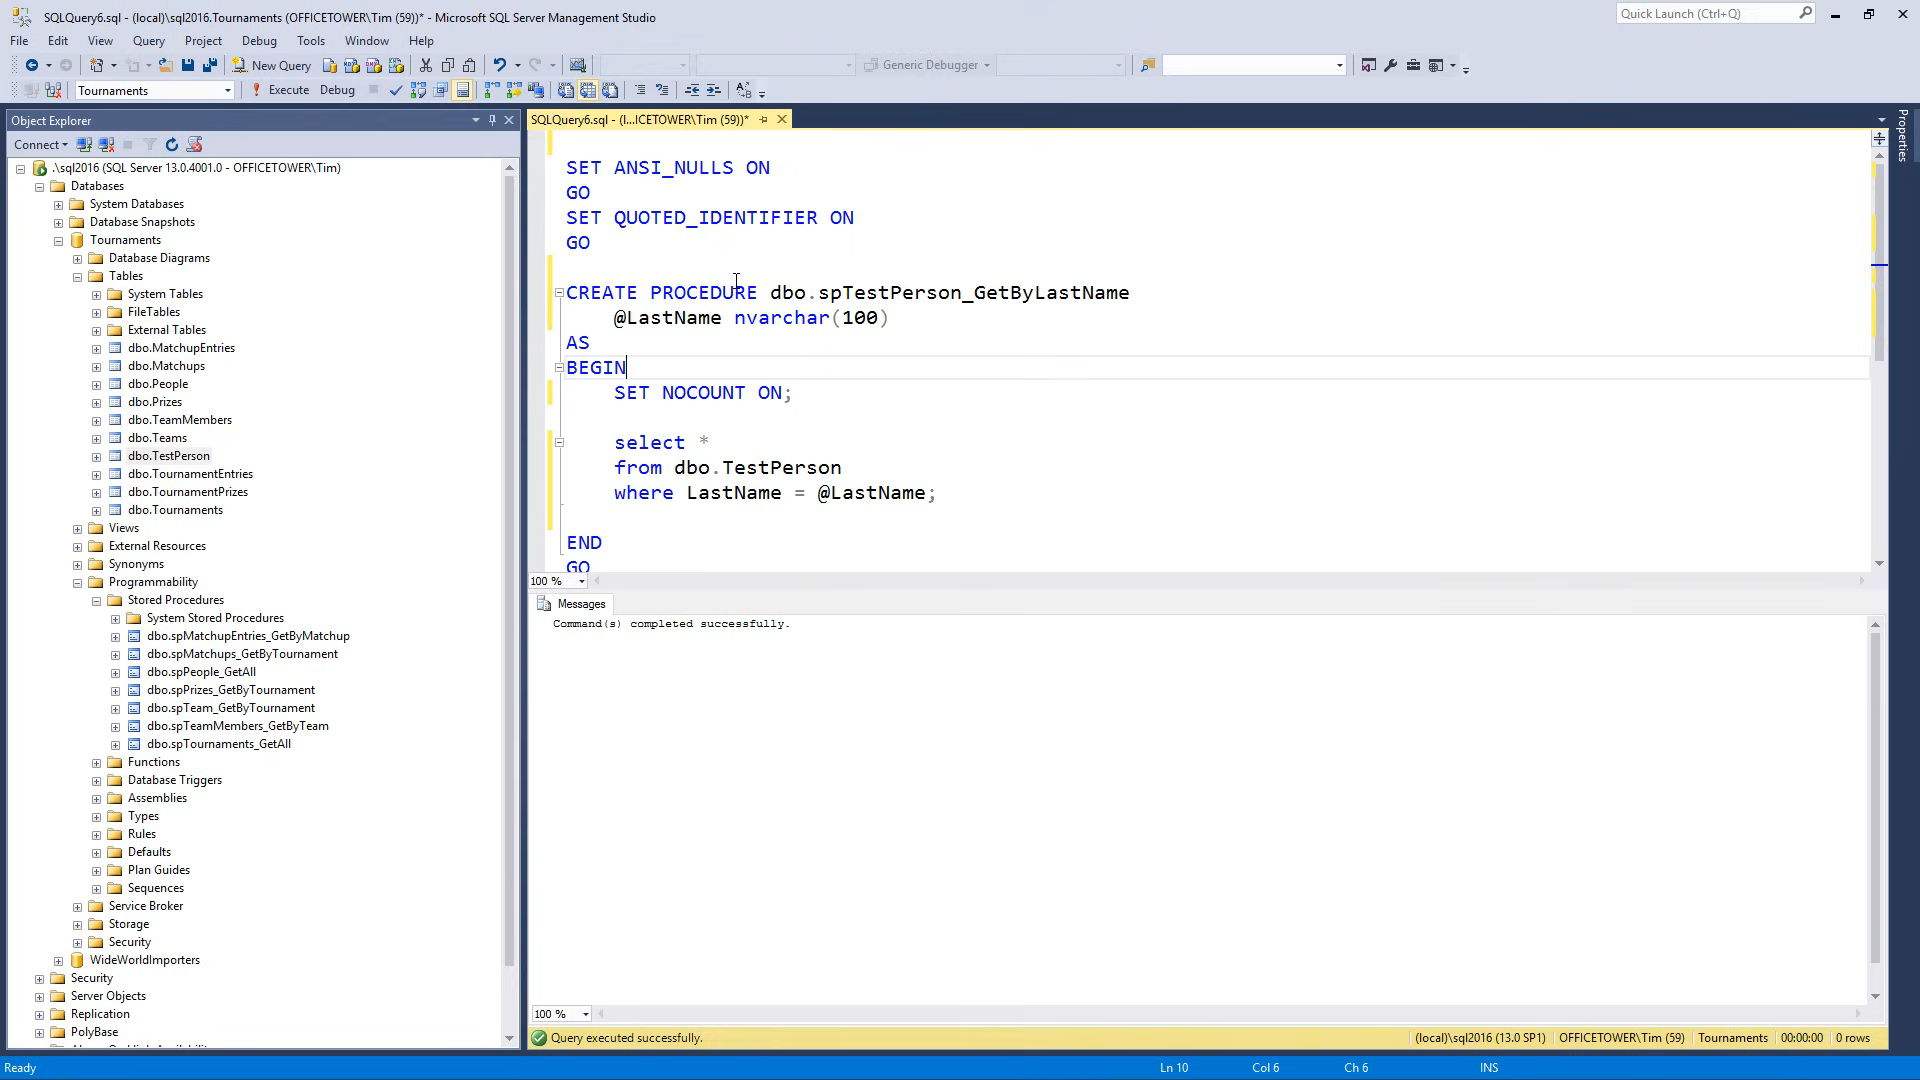 SQLQuery6.sql - (local)\sql2016.Tournaments (OFFICETOWER\Tim (59))* - Microsoft SQL Server Management Studio
Quick Launch (Ctrl+Q)
File Edit View Query Project Debug Tools Window Help
New Query
Generic Debugger
Tournaments
Execute Debug
Object Explorer
Connect
.\sql2016 (SQL Server 13.0.4001.0 - OFFICETOWER\Tim)
Databases
System Databases
Database Snapshots
Tournaments
Database Diagrams
Tables
System Tables
FileTables
External Tables
dbo.MatchupEntries
dbo.Matchups
dbo.People
dbo.Prizes
dbo.TeamMembers
dbo.Teams
dbo.TestPerson
dbo.TournamentEntries
dbo.TournamentPrizes
dbo.Tournaments
Views
External Resources
Synonyms
Programmability
Stored Procedures
System Stored Procedures
dbo.spMatchupEntries_GetByMatchup
dbo.spMatchups_GetByTournament
dbo.spPeople_GetAll
dbo.spPrizes_GetByTournament
dbo.spTeam_GetByTournament
dbo.spTeamMembers_GetByTeam
dbo.spTournaments_GetAll
Functions
Database Triggers
Assemblies
Types
Rules
Defaults
Plan Guides
Sequences
Service Broker
Storage
Security
WideWorldImporters
Security
Server Objects
Replication
PolyBase
SQLQuery6.sql - (l...ICETOWER\Tim (59))*
SET ANSI_NULLS ON
GO
SET QUOTED_IDENTIFIER ON
GO
CREATE PROCEDURE dbo.spTestPerson_GetByLastName
@LastName nvarchar(100)
AS
BEGIN
SET NOCOUNT ON;
select *
from dbo.TestPerson
where LastName = @LastName;
END
GO
100 %
Messages
Command(s) completed successfully.
100 %
Query executed successfully.
(local)\sql2016 (13.0 SP1) OFFICETOWER\Tim (59) Tournaments 00:00:00 0 rows
Properties
Ready
Ln 10 Col 6 Ch 6 INS